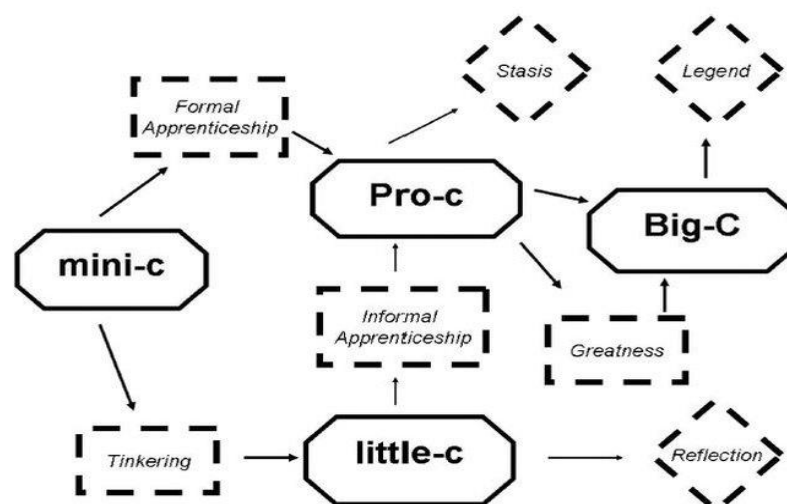 Stasis
Legend
Formal
Apprenticeship
Pro-c
Big-C
mini-c
Informal
Apprenticeship
Greatness
Tinkering
little-c
Reflection